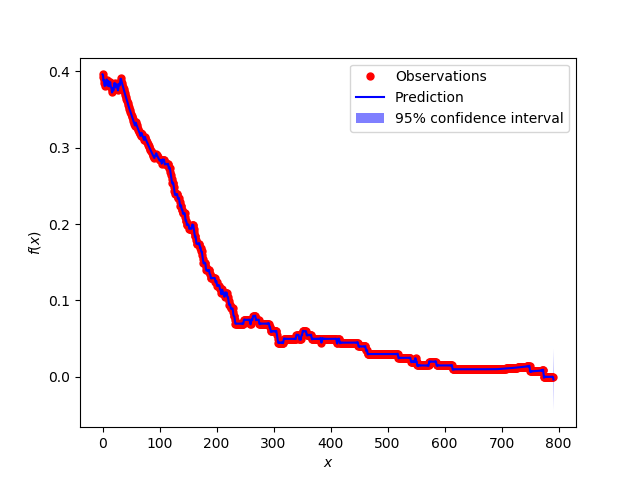 Observations
Prediction
95% confidence interval
f(x)
0.4
0.3
0.2
0.1
0.0
0 100 200 300 400 500 600 700 800
x